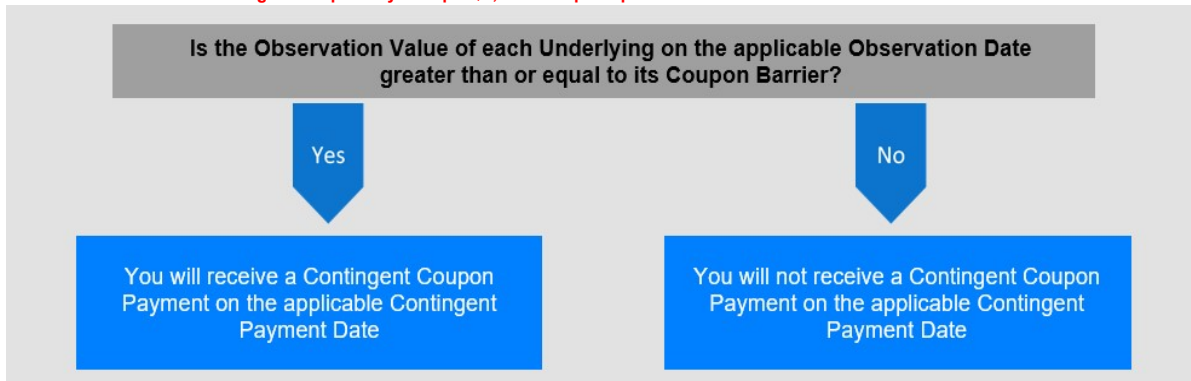 Is the Observation Value of each Underlying on the applicable Observation Date
greater than or equal to its Coupon Barrier?
Yes
No
You will receive a Contingent Coupon
Payment on the applicable Contingent
Payment Date
You will not receive a Contingent Coupon
Payment on the applicable Contingent
Payment Date